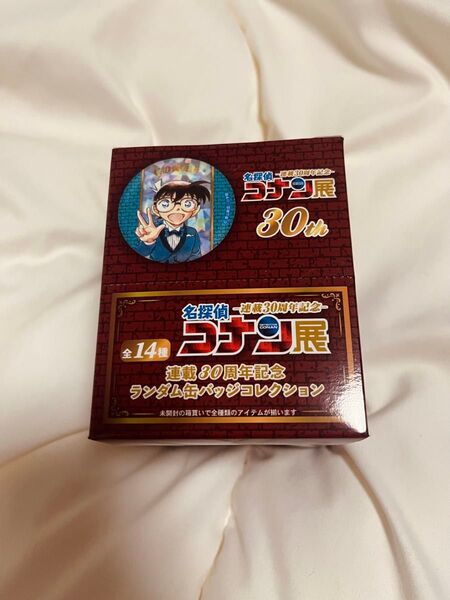 連載30周年記念
名探偵
コナン展
30th
-連載30周年記念-
名探偵
コナン展
CONAN
全14種
連載30周年記念
ランダム缶バッジコレクション
未開封の箱買いで全種類のアイテムが揃います